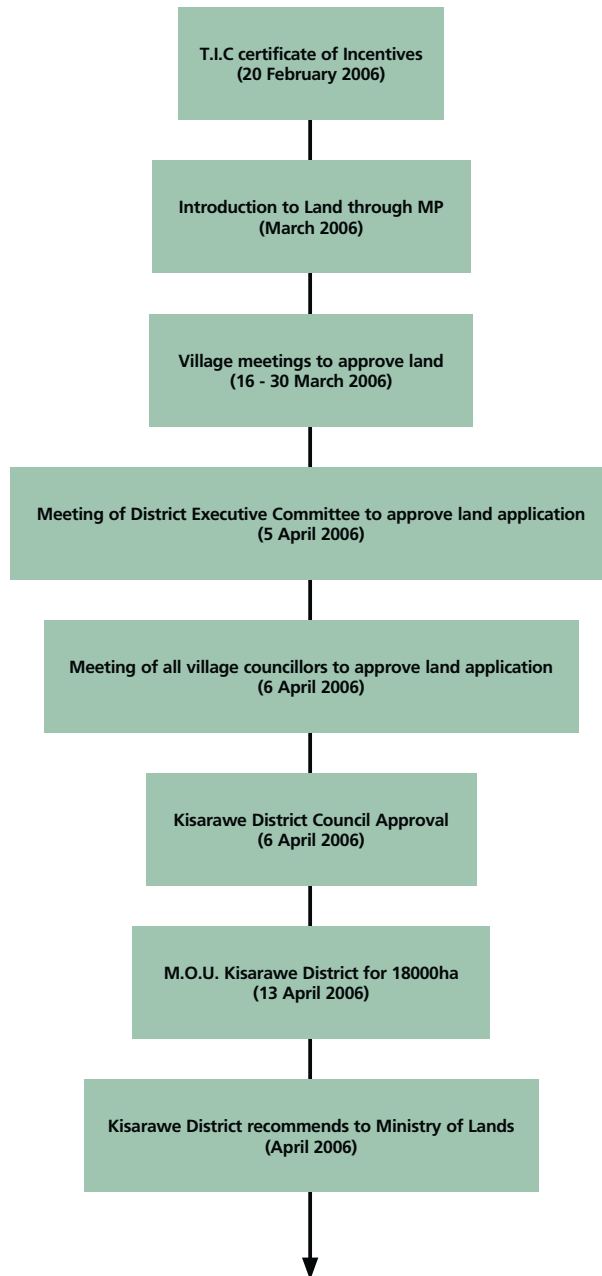 T.I.C certificate of Incentives
(20 February 2006)
Introduction to Land through MP
(March 2006)
Village meetings to approve land
(16 - 30 March 2006)
Meeting of District Executive Committee to approve land application
(5 April 2006)
Meeting of all village councillors to approve land application
(6 April 2006)
Kisarawe District Council Approval
(6 April 2006)
M.O.U. Kisarawe District for 18000ha
(13 April 2006)
Kisarawe District recommends to Ministry of Lands
(April 2006)